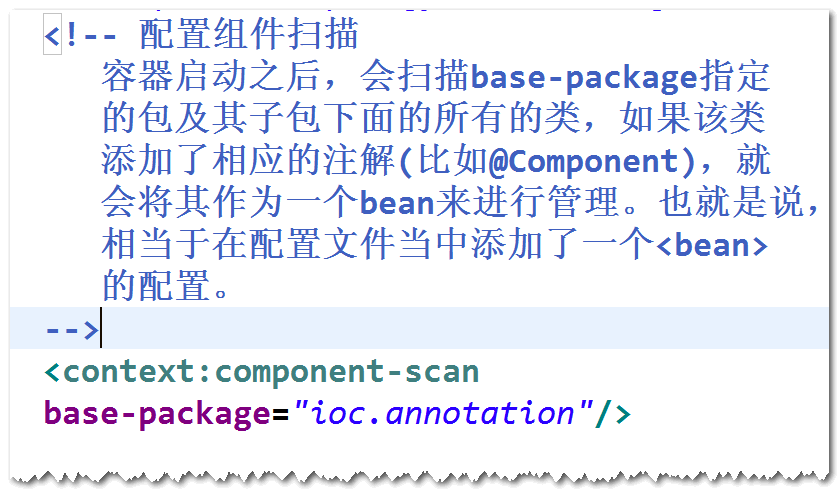 <!-- 配置组件扫描
容器启动之后，会扫描base-package指定
的包及其子包下面的所有的类，如果该类
添加了相应的注解(比如@Component)，就
会将其作为一个bean来进行管理。也就是说，
相当于在配置文件当中添加了一个<bean>
的配置。
-->
<context:component-scan
base-package="ioc.annotation"/>